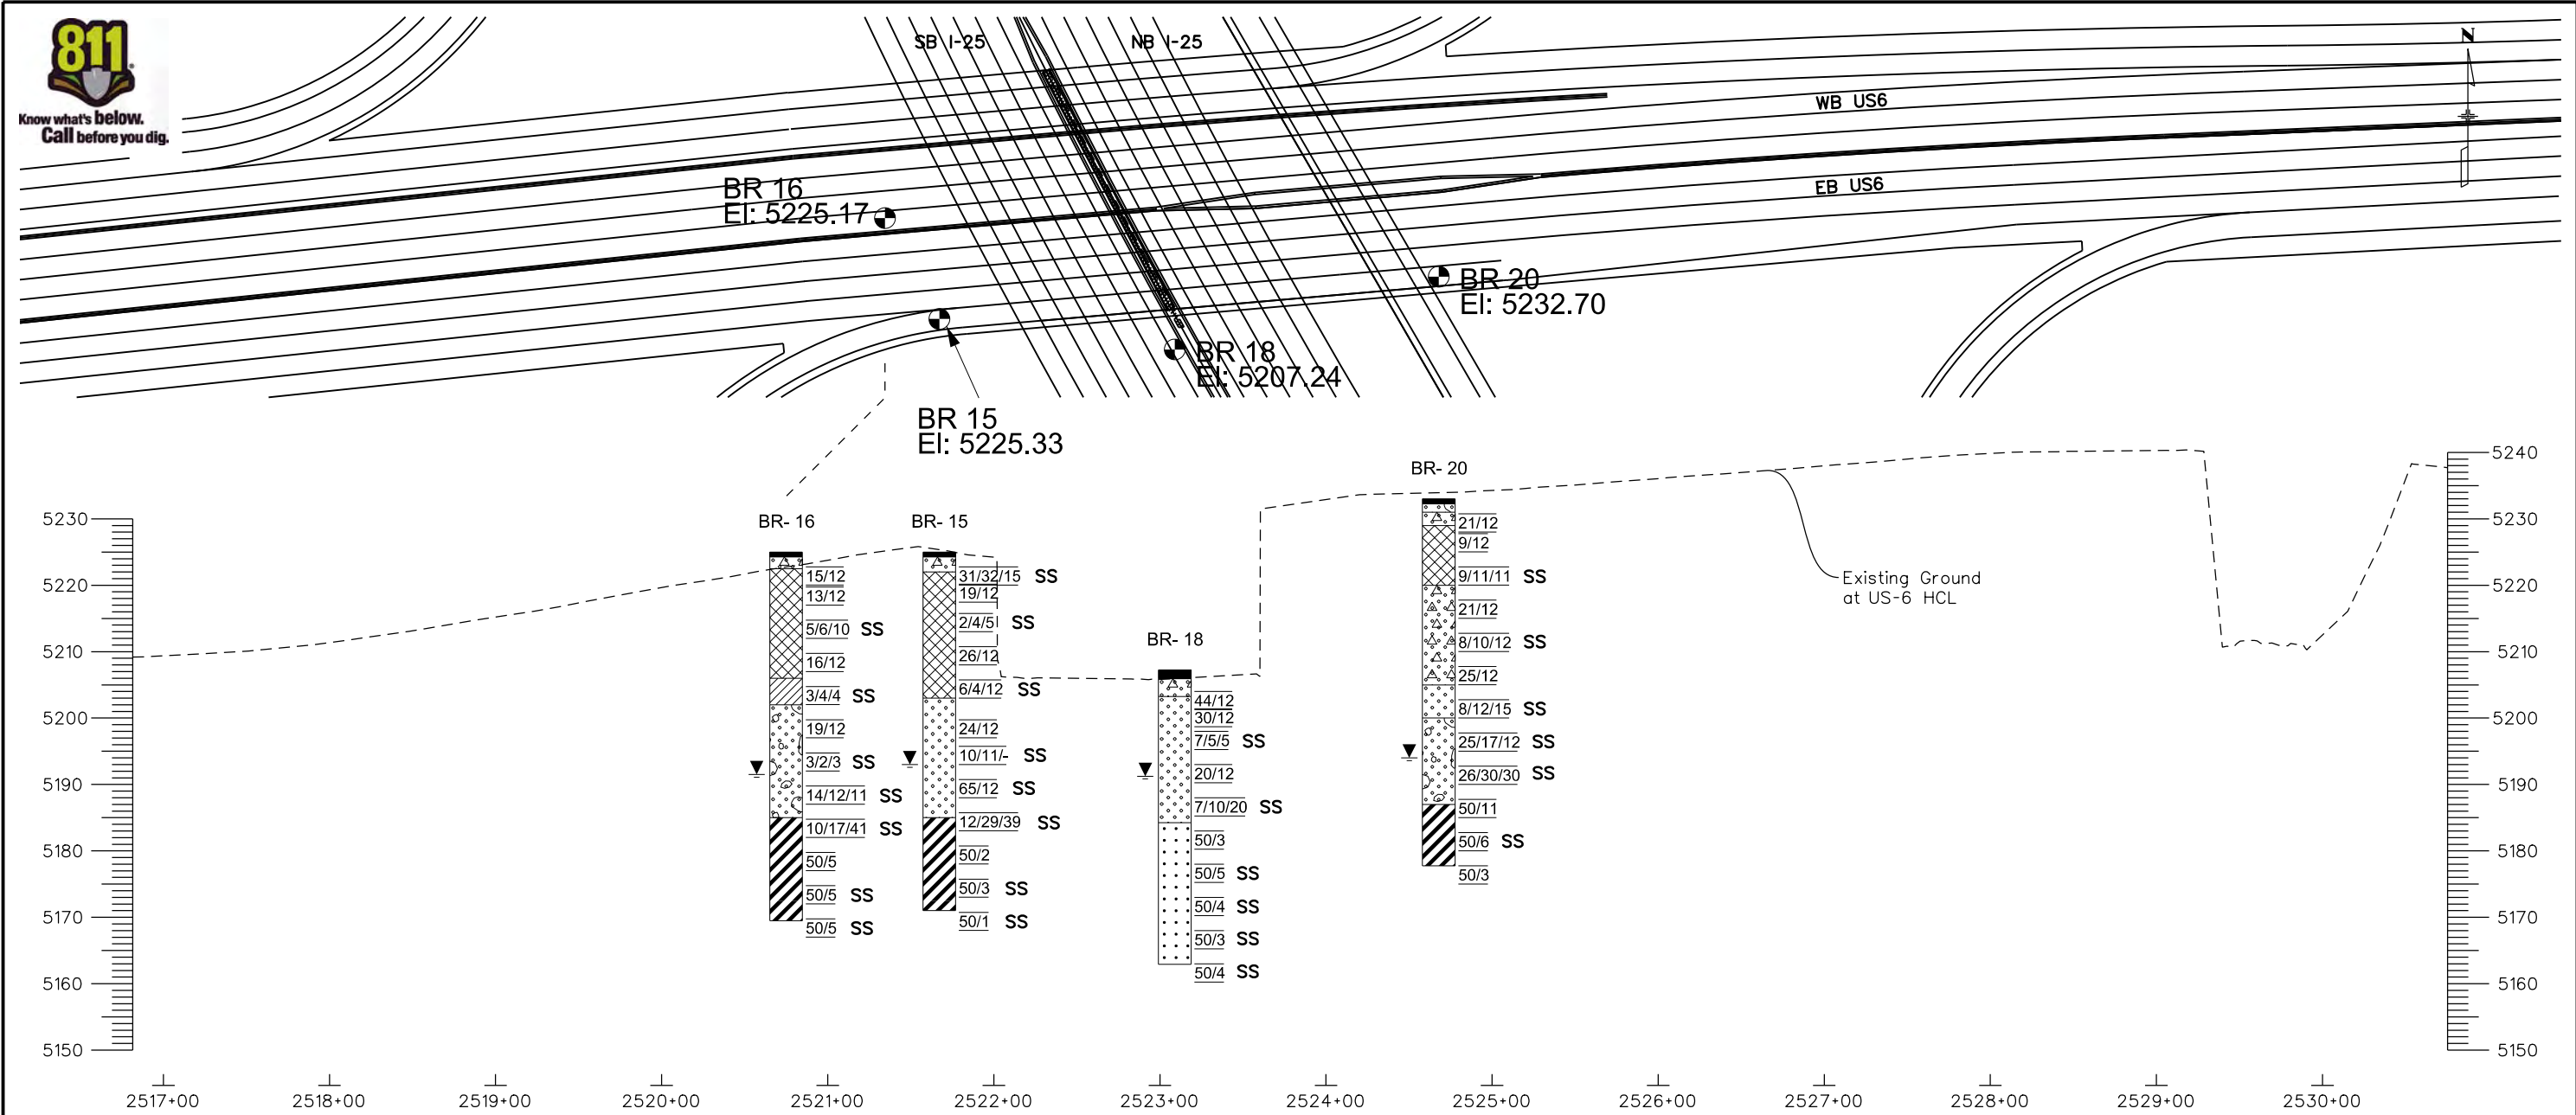 811
Know what's below.
Call before you dig.
SB I-25
NB I-25
N
WB US6
EB US6
BR 16
El: 5225.17
BR 20
El: 5232.70
BR 18
El: 5207.24
BR 15
El: 5225.33
5230
5220
5210
5200
5190
5180
5170
5160
5150
BR- 16
15/12
13/12
5/6/10 SS
16/12
3/4/4 SS
19/12
3/2/3 SS
14/12/11 SS
10/17/41 SS
50/5
50/5 SS
50/5 SS
BR- 15
31/32/15 SS
19/12
2/4/5 SS
26/12
6/4/12 SS
24/12
10/11/- SS
65/12 SS
12/29/39 SS
50/2
50/3 SS
50/1 SS
BR- 18
44/12
30/12
7/5/5 SS
20/12
7/10/20 SS
50/3
50/5 SS
50/4 SS
50/3 SS
50/4 SS
BR- 20
21/12
9/12
9/11/11 SS
21/12
8/10/12 SS
25/12
8/12/15 SS
25/17/12 SS
26/30/30 SS
50/11
50/6 SS
50/3
Existing Ground
at US-6 HCL
5240
5230
5220
5210
5200
5190
5180
5170
5160
5150
2517+00
2518+00
2519+00
2520+00
2521+00
2522+00
2523+00
2524+00
2525+00
2526+00
2527+00
2528+00
2529+00
2530+00